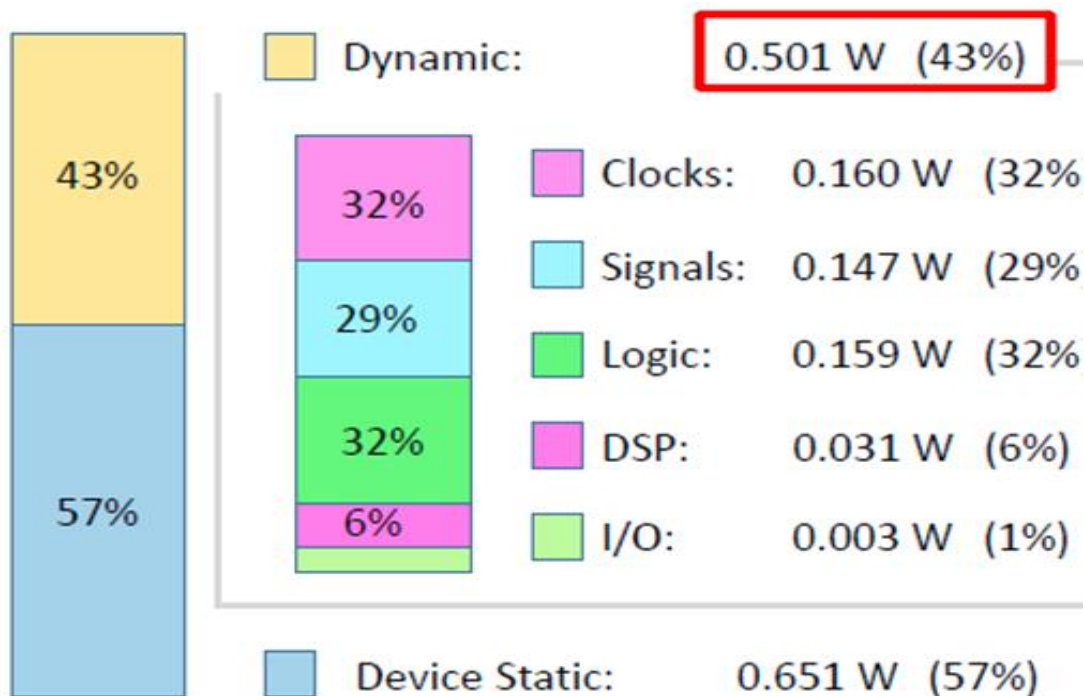 Dynamic: 0.501 W (43%)
43%
32%
Clocks: 0.160 W (32%
29%
Signals: 0.147 W (29%
32%
Logic: 0.159 W (32%
6%
DSP: 0.031 W (6%)
I/O: 0.003 W (1%)
57%
Device Static: 0.651 W (57%)